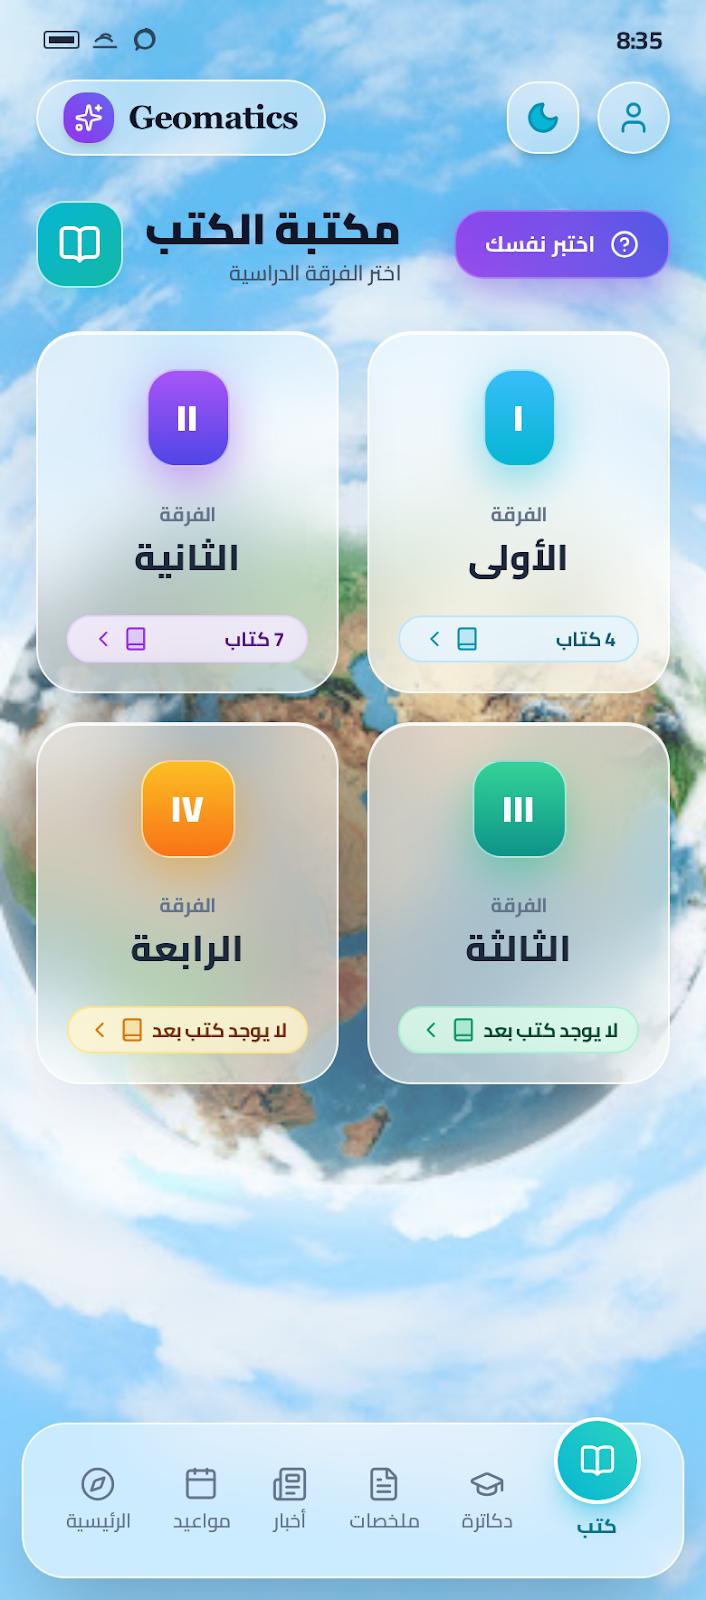 8:35
Geomatics
مكتبة الكتب
اختر الفرقة الدراسية
اختبر نفسك
I
الفرقة
الأولى
4 كتاب
II
الفرقة
الثانية
7 كتاب
III
الفرقة
الثالثة
لا يوجد كتب بعد
IV
الفرقة
الرابعة
لا يوجد كتب بعد
كتب
دكاترة
ملخصات
أخبار
مواعيد
الرئيسية